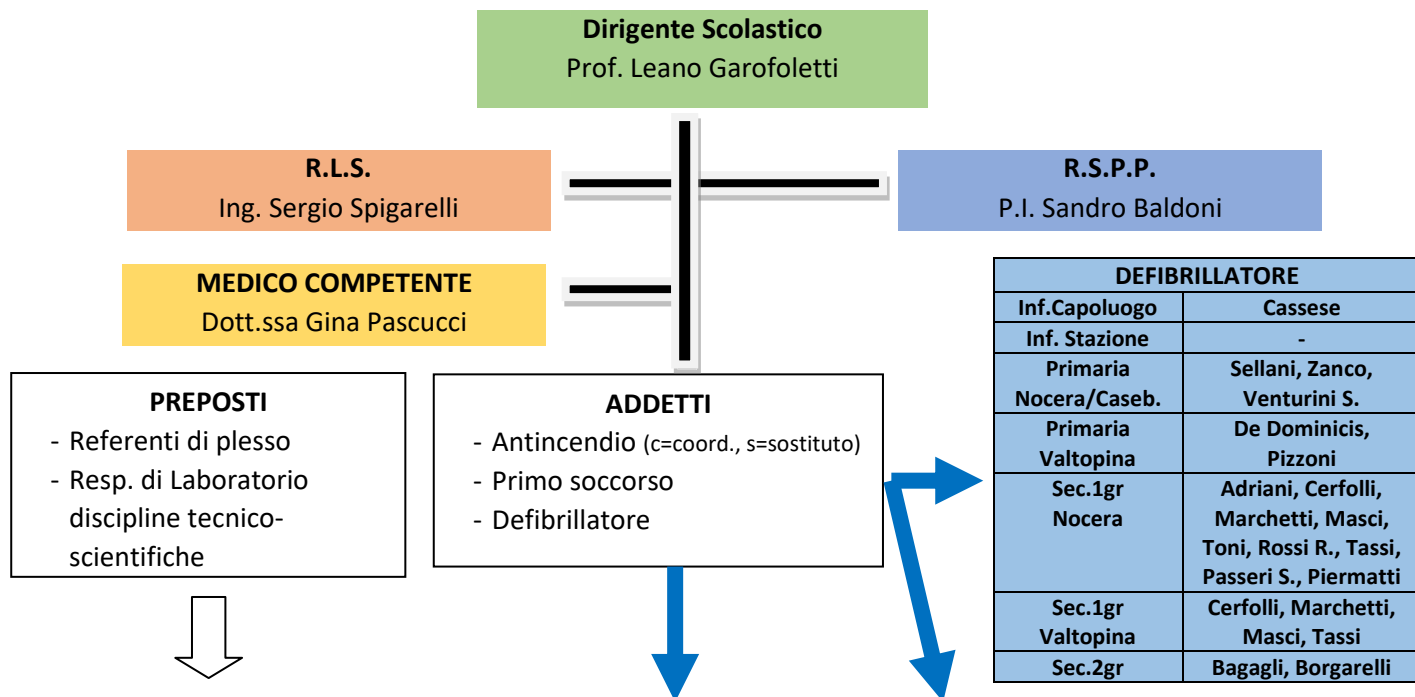 Dirigente Scolastico
Prof. Leano Garofoletti
R.L.S.
Ing. Sergio Spigarelli
R.S.P.P.
P.I. Sandro Baldoni
MEDICO COMPETENTE
Dott.ssa Gina Pascucci
PREPOSTI
- Referenti di plesso
- Resp. di Laboratorio
discipline tecnico-
scientifiche
ADDETTI
- Antincendio (c=coord., s=sostituto)
- Primo soccorso
- Defibrillatore
DEFIBRILLATORE
Inf.Capoluogo Cassese
Inf. Stazione -
Primaria Sellani, Zanco,
Nocera/Caseb. Venturini S.
Primaria De Dominicis,
Valtopina Pizzoni
Sec.1gr Adriani, Cerfolli,
Nocera Marchetti, Masci,
Toni, Rossi R., Tassi,
Passeri S., Piermatti
Sec.1gr Cerfolli, Marchetti,
Valtopina Masci, Tassi
Sec.2gr Bagagli, Borgarelli